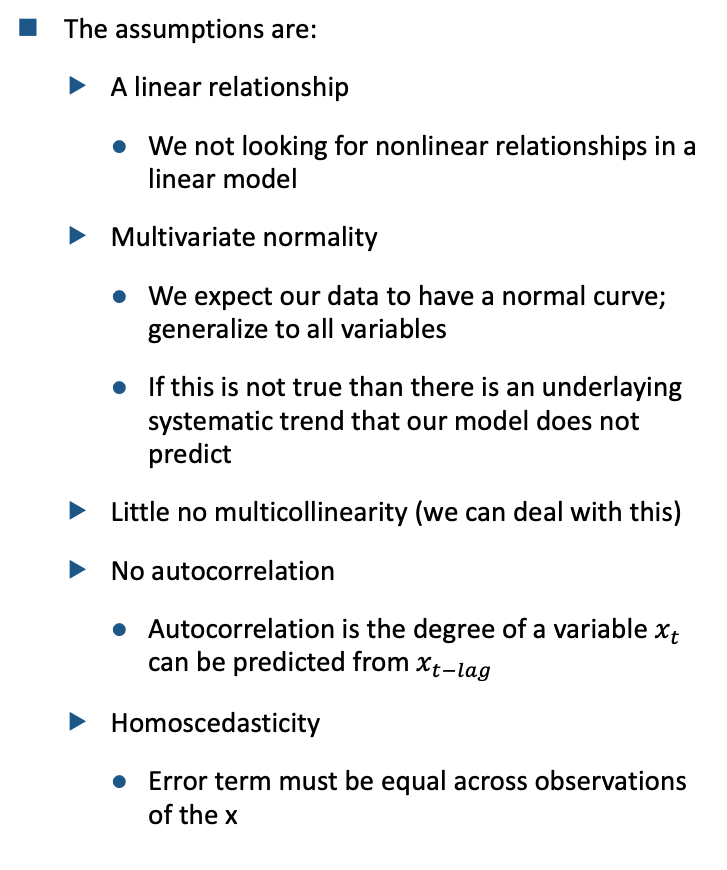 The assumptions are:
A linear relationship
We not looking for nonlinear relationships in a
linear model
Multivariate normality
We expect our data to have a normal curve;
generalize to all variables
If this is not true than there is an underlaying
systematic trend that our model does not
predict
Little no multicollinearity (we can deal with this)
No autocorrelation
Autocorrelation is the degree of a variable xₜ
can be predicted from x_{t−lag}
Homoscedasticity
Error term must be equal across observations
of the x